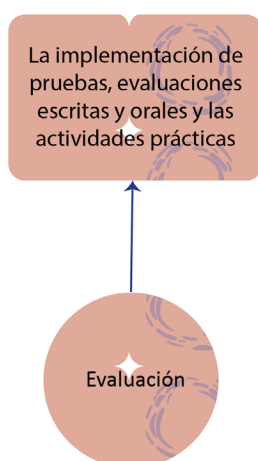 La implementación de
pruebas, evaluaciones
escritas y orales y las
actividades prácticas
Evaluación